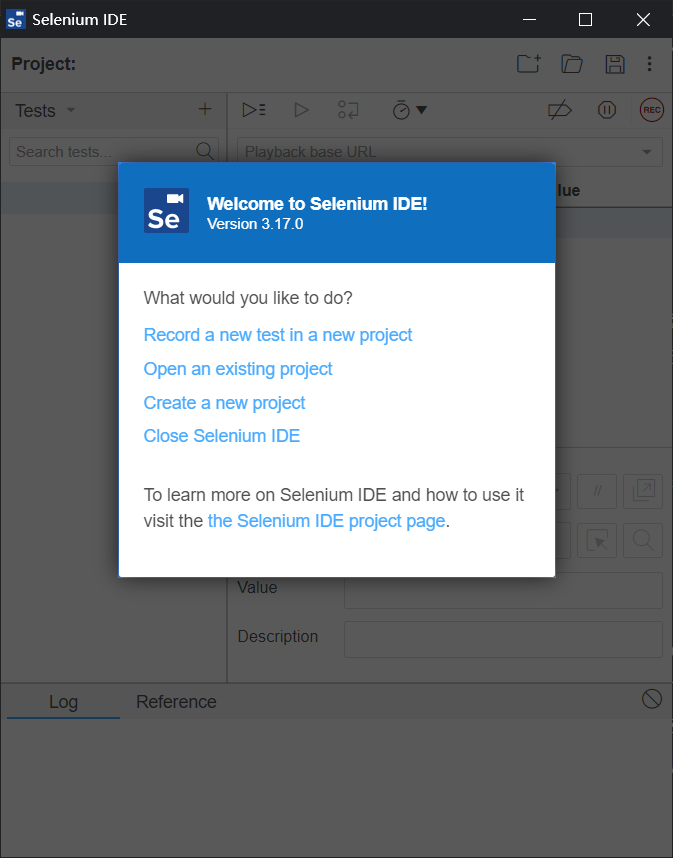 Se Selenium IDE
Project:
Tests
Search tests...
Playback base URL
REC
lue
Se
Welcome to Selenium IDE!
Version 3.17.0
What would you like to do?
Record a new test in a new project
Open an existing project
Create a new project
Close Selenium IDE
To learn more on Selenium IDE and how to use it
visit the the Selenium IDE project page.
//
Value
Description
Log Reference